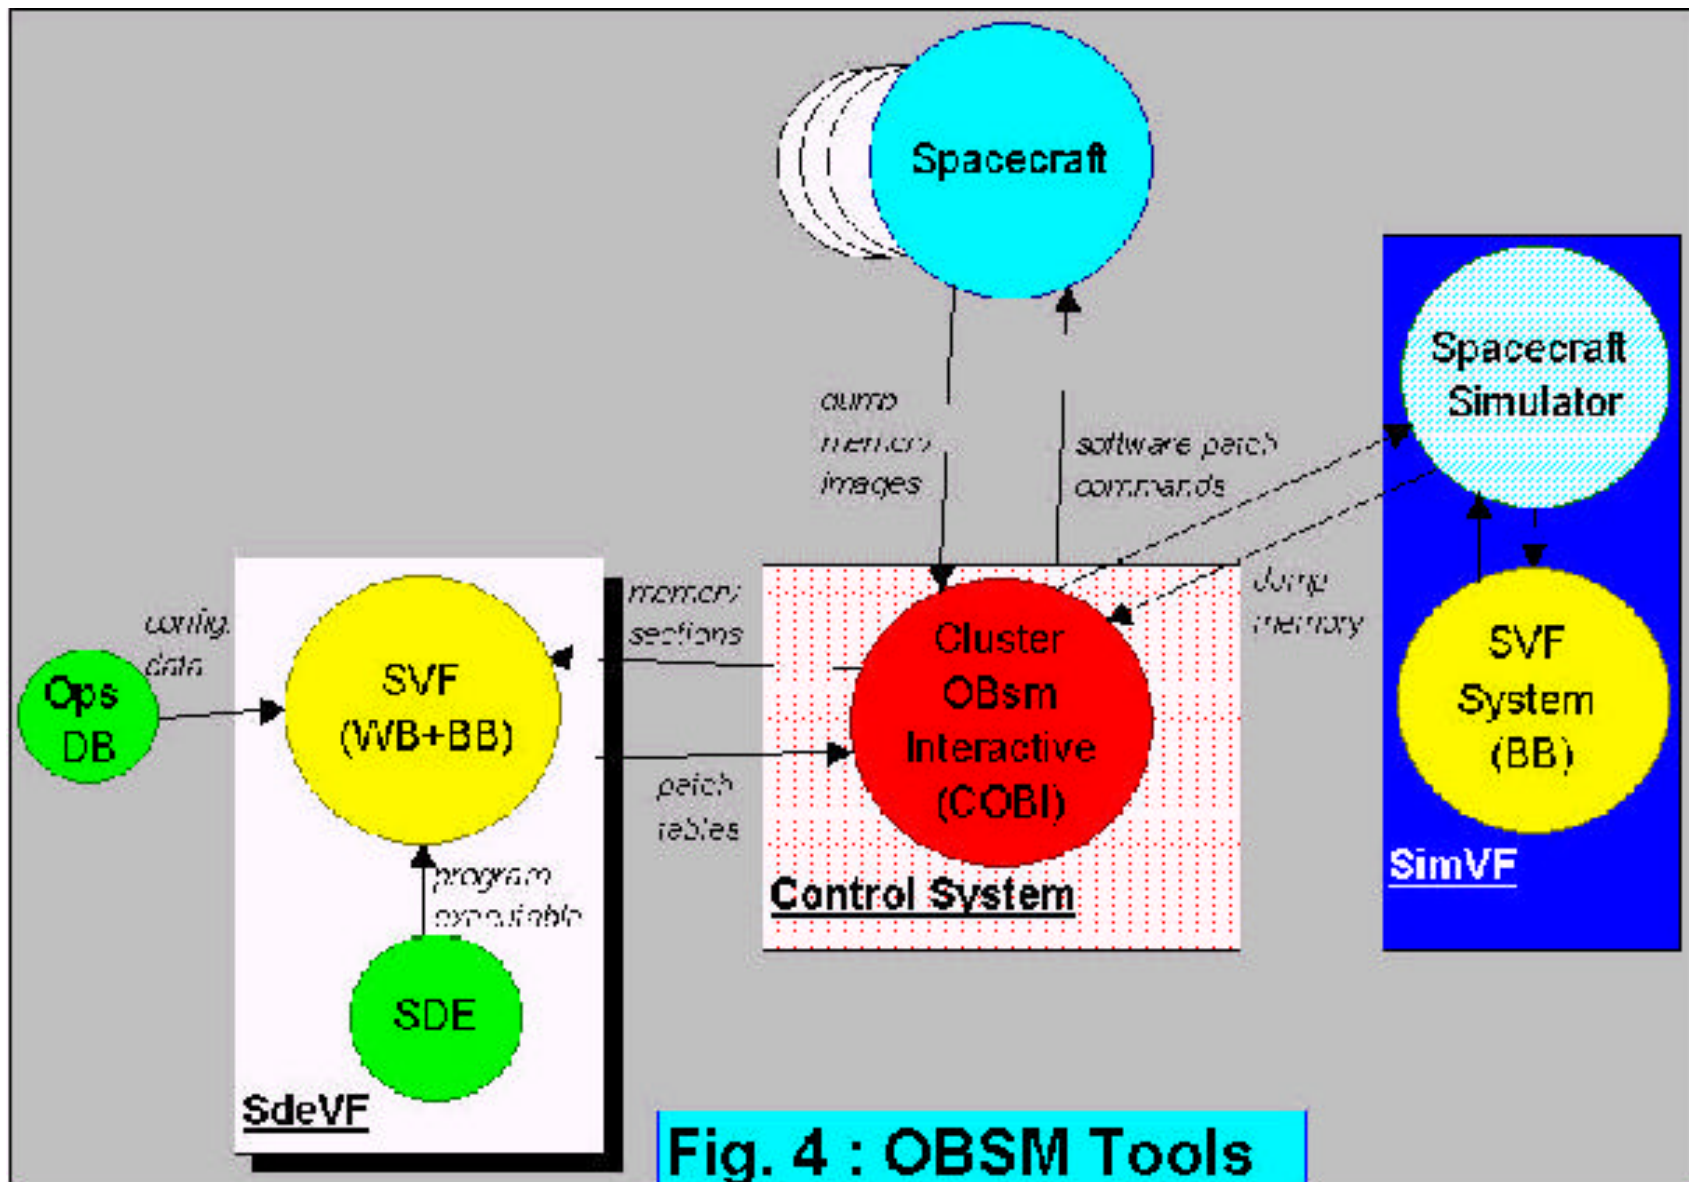 Spacecraft
Spacecraft
Simulator
dump
memory
images
software patch
commands
dump
memory
SVF
System
(BB)
SimVF
config.
data
Ops
DB
SVF
(WB+BB)
memory
sections
patch
tables
Cluster
OBsm
Interactive
(COBI)
Control System
program
executable
SDE
SdeVF
Fig. 4 : OBSM Tools